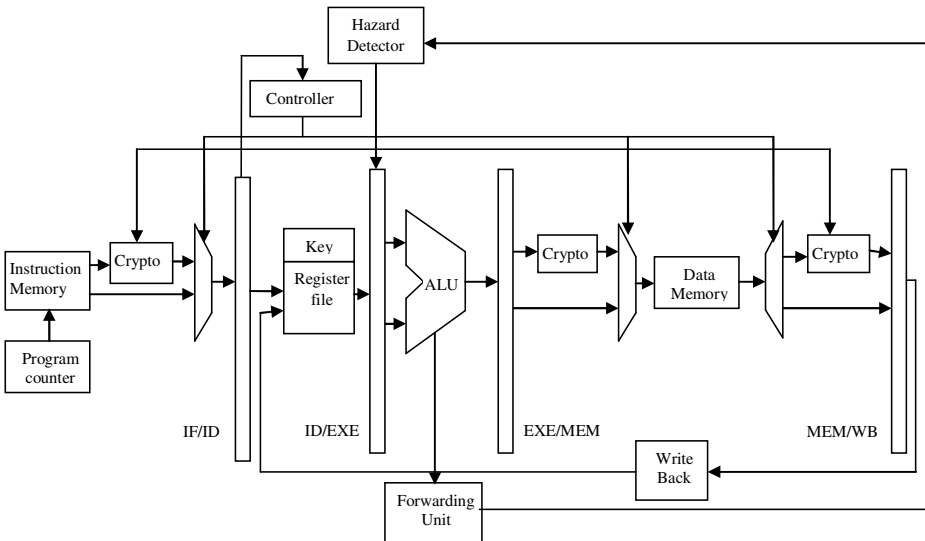 Hazard
Detector
Controller
Instruction
Memory
Crypto
Key
Register
file
ALU
Crypto
Data
Memory
Crypto
Program
counter
IF/ID
ID/EXE
EXE/MEM
MEM/WB
Write
Back
Forwarding
Unit